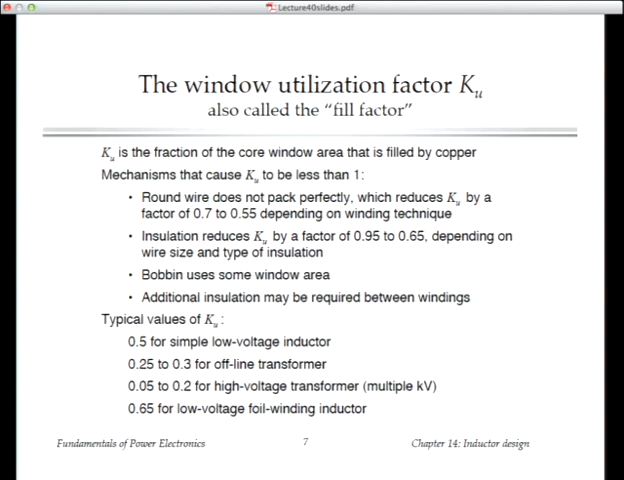 Lecture40slides.pdf
The window utilization factor Ku
also called the “fill factor”
Ku is the fraction of the core window area that is filled by copper
Mechanisms that cause Ku to be less than 1:
• Round wire does not pack perfectly, which reduces Ku by a
factor of 0.7 to 0.55 depending on winding technique
• Insulation reduces Ku by a factor of 0.95 to 0.65, depending on
wire size and type of insulation
• Bobbin uses some window area
• Additional insulation may be required between windings
Typical values of Ku:
0.5 for simple low-voltage inductor
0.25 to 0.3 for off-line transformer
0.05 to 0.2 for high-voltage transformer (multiple kV)
0.65 for low-voltage foil-winding inductor
Fundamentals of Power Electronics 7 Chapter 14: Inductor design